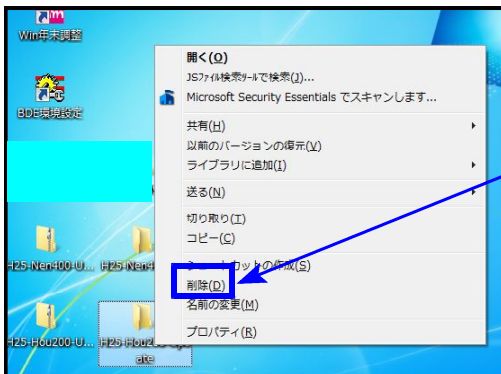 Win年末調整
BDE環境設定
開く(O)
JSファイル検索ツールで検索(J)...
Microsoft Security Essentials でスキャンします...
共有(H)
以前のバージョンの復元(V)
ライブラリに追加(I)
送る(N)
切り取り(T)
コピー(C)
ショートカットの作成(S)
削除(D)
名前の変更(M)
プロパティ(R)
H25-Nen400-U...
H25-Nen4
H25-Hou200-U...
H25-Hou2